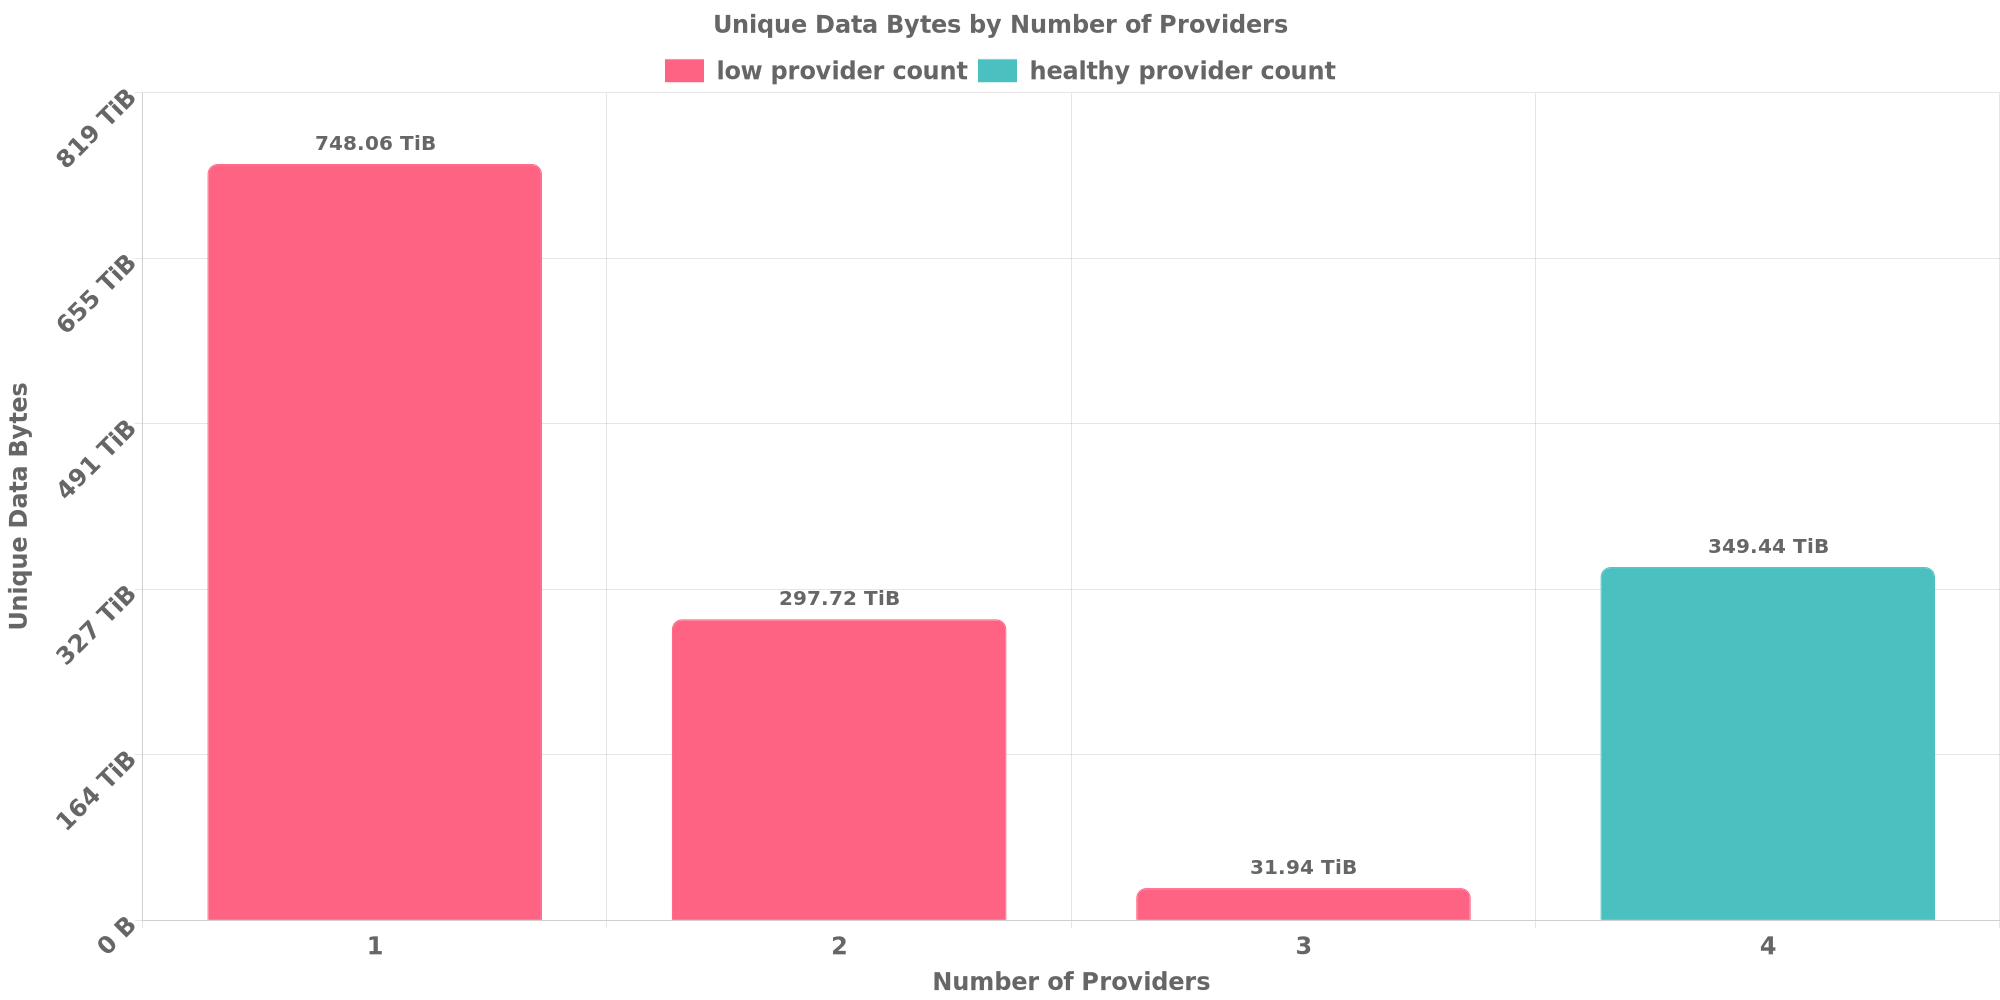 Unique Data Bytes by Number of Providers
low provider count healthy provider count
819 TiB
655 TiB
491 TiB
327 TiB
164 TiB
0 B
Unique Data Bytes
748.06 TiB
297.72 TiB
31.94 TiB
349.44 TiB
1 2 3 4
Number of Providers